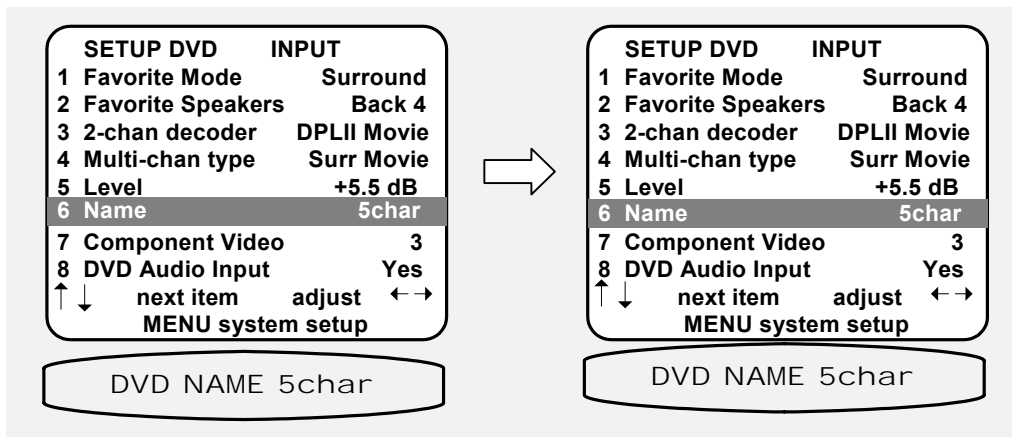 SETUP DVD INPUT
1 Favorite Mode Surround
2 Favorite Speakers Back 4
3 2-chan decoder DPLII Movie
4 Multi-chan type Surr Movie
5 Level +5.5 dB
6 Name 5char
7 Component Video 3
8 DVD Audio Input Yes
↑↓ next item adjust ←→
MENU system setup
DVD NAME 5char
SETUP DVD INPUT
1 Favorite Mode Surround
2 Favorite Speakers Back 4
3 2-chan decoder DPLII Movie
4 Multi-chan type Surr Movie
5 Level +5.5 dB
6 Name 5char
7 Component Video 3
8 DVD Audio Input Yes
↑↓ next item adjust ←→
MENU system setup
DVD NAME 5char